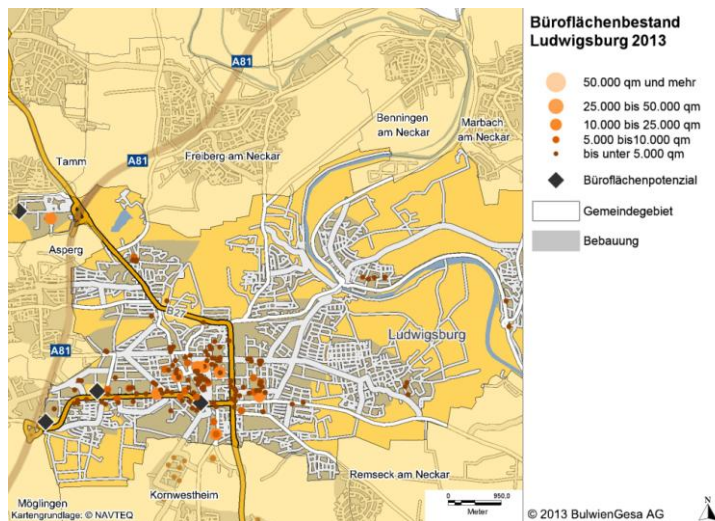 Büroflächenbestand
Ludwigsburg 2013
50.000 qm und mehr
25.000 bis 50.000 qm
10.000 bis 25.000 qm
5.000 bis10.000 qm
bis unter 5.000 qm
Büroflächenpotenzial
Gemeindegebiet
Bebauung
A81
Benningen
am Neckar
Marbach
am Neckar
Tamm
A81
Freiberg am Neckar
Asperg
B27
Ludwigsburg
A81
Remseck am Neckar
Kornwestheim
Möglingen
Kartengrundlage: © NAVTEQ
0
950,0
Meter
© 2013 BulwienGesa AG
N